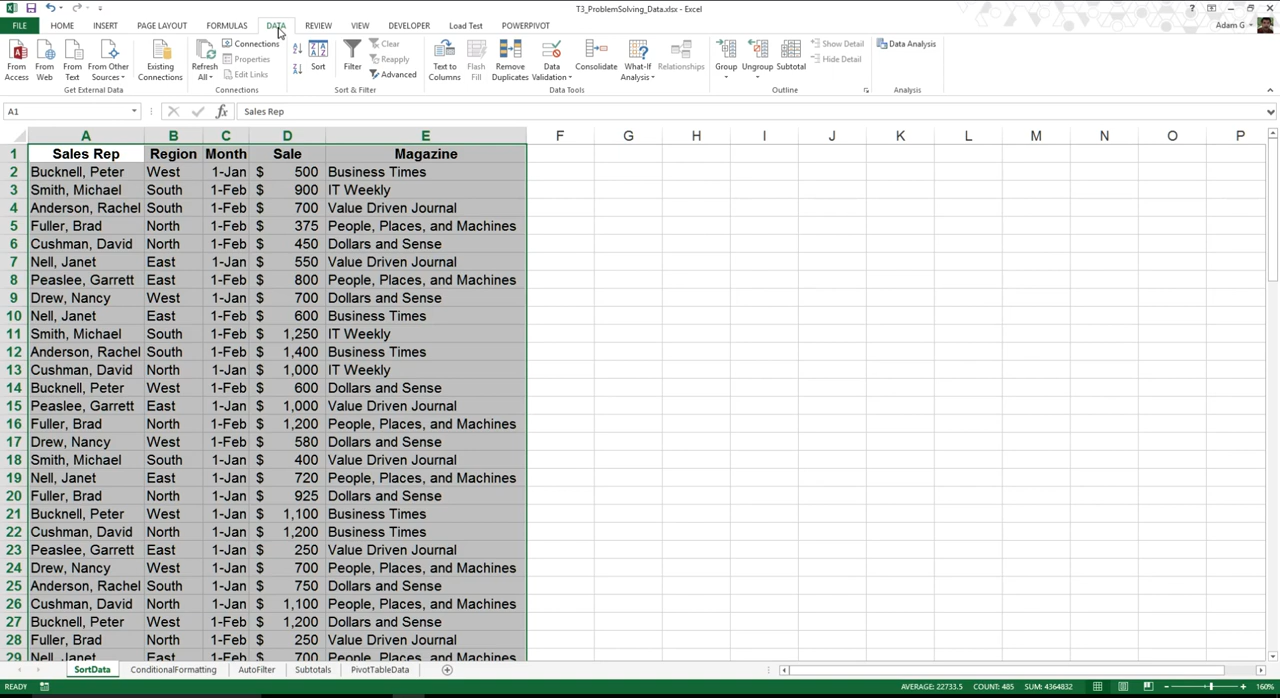 T3_ProblemSolving_Data.xlsx - Excel
FILE HOME INSERT PAGE LAYOUT FORMULAS DATA REVIEW VIEW DEVELOPER Load Test POWERPIVOT Adam G
From Access From Web From Text From Other Sources Existing Connections Refresh All Connections Properties Edit Links Sort Filter Clear Reapply Advanced Text to Columns Flash Fill Remove Duplicates Data Validation Consolidate What-If Analysis Relationships Group Ungroup Subtotal Show Detail Hide Detail Data Analysis
Get External Data Connections Sort & Filter Data Tools Outline Analysis
A1 fx Sales Rep
A B C D E F G H I J K L M N O P
1 Sales Rep Region Month Sale Magazine
2 Bucknell, Peter West 1-Jan $ 500 Business Times
3 Smith, Michael South 1-Feb $ 900 IT Weekly
4 Anderson, Rachel South 1-Feb $ 700 Value Driven Journal
5 Fuller, Brad North 1-Feb $ 375 People, Places, and Machines
6 Cushman, David North 1-Feb $ 450 Dollars and Sense
7 Nell, Janet East 1-Jan $ 550 Value Driven Journal
8 Peaslee, Garrett East 1-Feb $ 800 People, Places, and Machines
9 Drew, Nancy West 1-Jan $ 700 Dollars and Sense
10 Nell, Janet East 1-Jan $ 600 Business Times
11 Smith, Michael South 1-Feb $ 1,250 IT Weekly
12 Anderson, Rachel South 1-Feb $ 1,400 Business Times
13 Cushman, David North 1-Jan $ 1,000 IT Weekly
14 Bucknell, Peter West 1-Feb $ 600 Dollars and Sense
15 Peaslee, Garrett East 1-Jan $ 1,000 Value Driven Journal
16 Fuller, Brad North 1-Feb $ 1,200 People, Places, and Machines
17 Drew, Nancy West 1-Feb $ 580 Dollars and Sense
18 Smith, Michael South 1-Jan $ 400 Value Driven Journal
19 Nell, Janet East 1-Jan $ 720 People, Places, and Machines
20 Fuller, Brad North 1-Jan $ 925 Dollars and Sense
21 Bucknell, Peter West 1-Jan $ 1,100 Business Times
22 Cushman, David North 1-Jan $ 1,200 Business Times
23 Peaslee, Garrett East 1-Jan $ 250 Value Driven Journal
24 Drew, Nancy West 1-Jan $ 700 People, Places, and Machines
25 Anderson, Rachel South 1-Jan $ 750 Dollars and Sense
26 Cushman, David North 1-Jan $ 1,100 People, Places, and Machines
27 Bucknell, Peter West 1-Feb $ 1,200 Dollars and Sense
28 Fuller, Brad North 1-Feb $ 250 Value Driven Journal
29 Nell, Janet East 1-Jan $ 700 People, Places, and Machines
SortData ConditionalFormatting AutoFilter Subtotals PivotTableData
READY AVERAGE: 22733.5 COUNT: 485 SUM: 4364832 160%